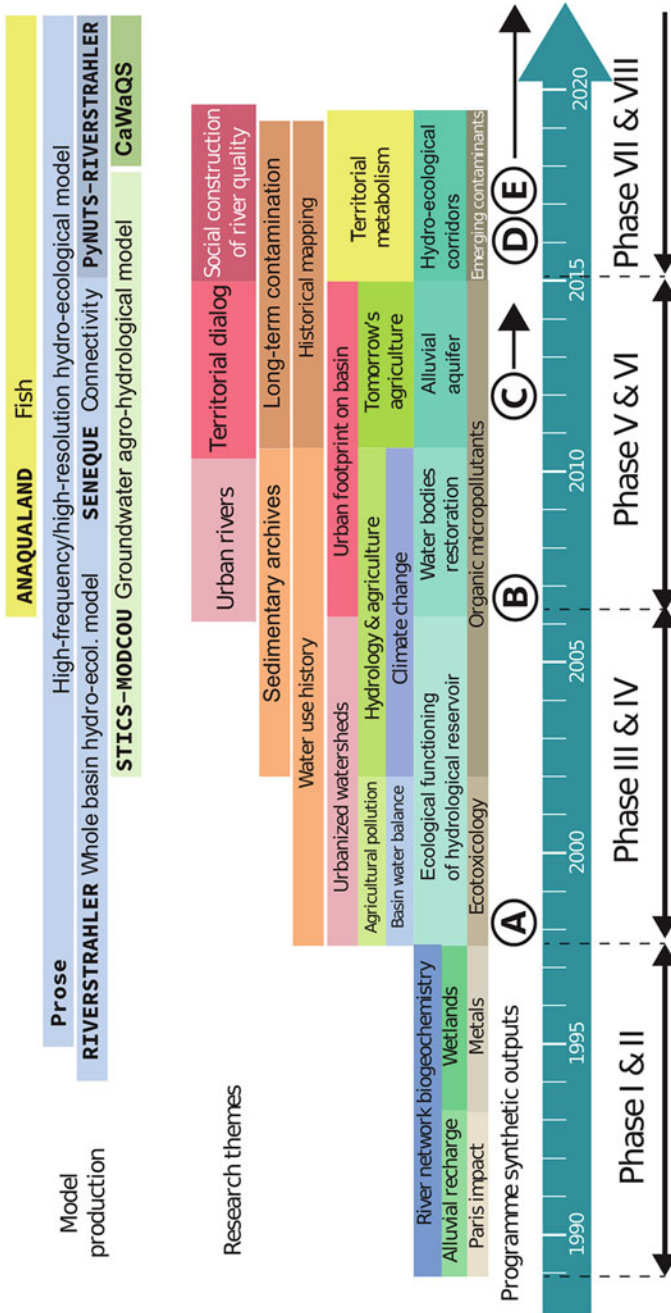 Model
production
ANAQUALAND Fish
Prose High-frequency/high-resolution hydro-ecological model
RIVERSTRAHLER Whole basin hydro-ecol. model SENEQUE Connectivity PyNUTS-RIVERSTRAHLER
STICS-MODCOU Groundwater agro-hydrological model CaWaQS
Research themes
Urban rivers
Territorial dialog
Social construction
of river quality
Sedimentary archives
Long-term contamination
Water use history
Historical mapping
Urbanized watersheds
Urban footprint on basin
Territorial
metabolism
Agricultural pollution
Hydrology & agriculture
Tomorrow's
agriculture
Basin water balance
Climate change
River network biogeochemistry
Ecological functioning
of hydrological reservoir
Water bodies
restoration
Alluvial
aquifer
Hydro-ecological
corridors
Alluvial recharge
Wetlands
Paris impact
Metals
Ecotoxicology
Organic micropollutants
Emerging contaminants
Programme synthetic outputs
A
B
C
D
E
1990
1995
2000
2005
2010
2015
2020
Phase I & II
Phase III & IV
Phase V & VI
Phase VII & VIII